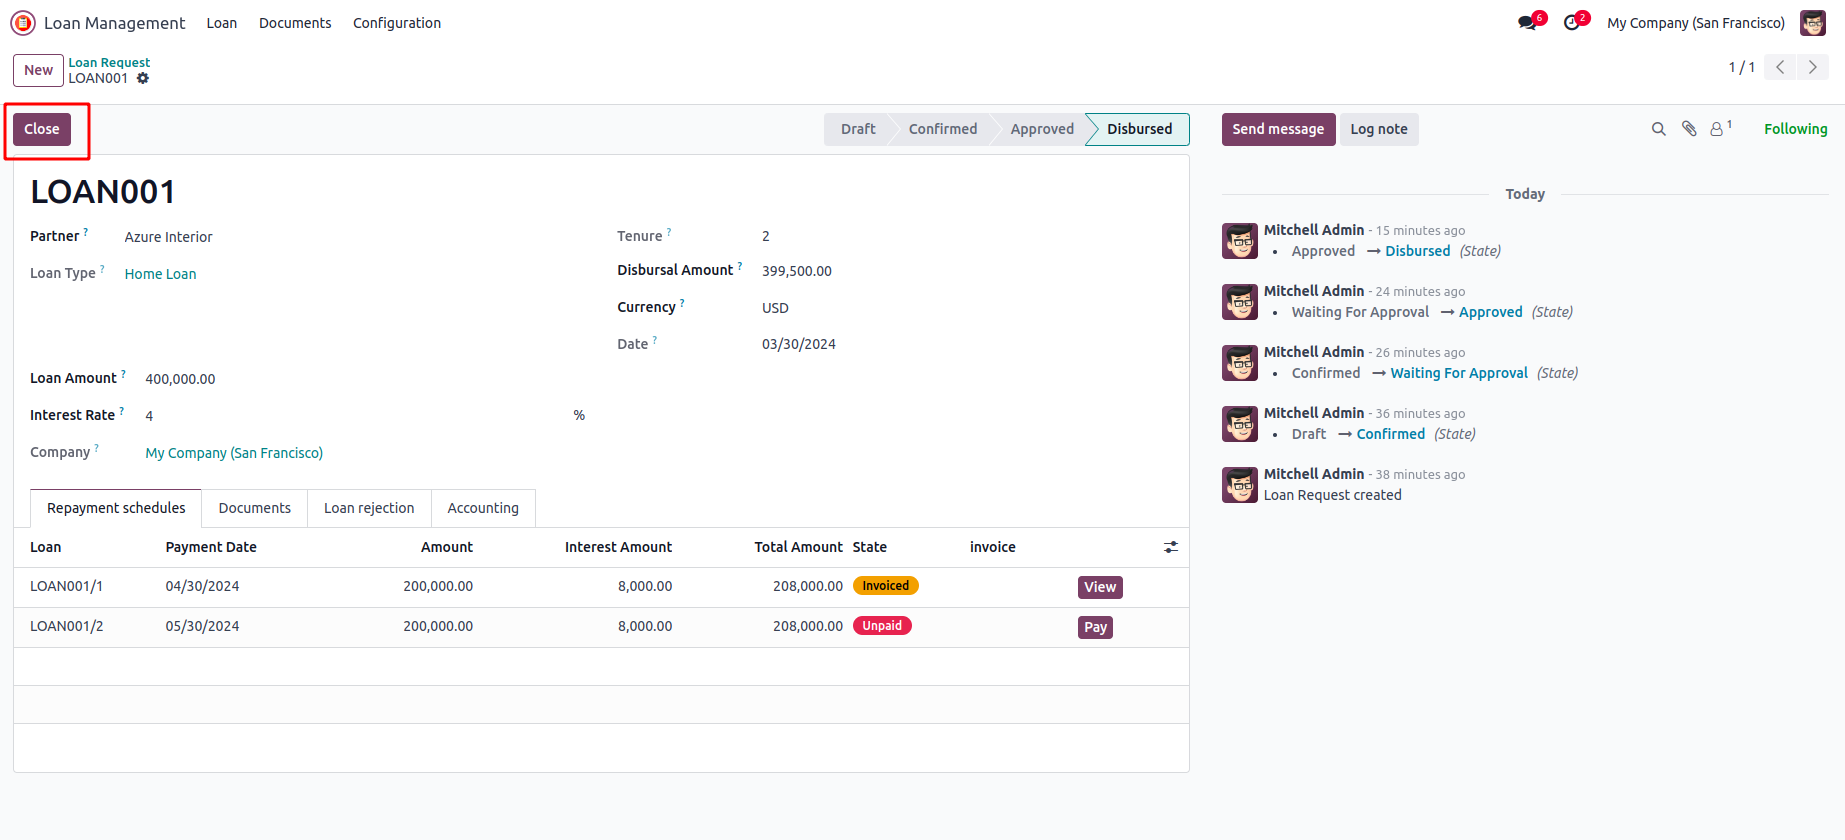 Loan Management Loan Documents Configuration 6 2 My Company (San Francisco)
New Loan Request
LOAN001 1 / 1
Close Draft Confirmed Approved Disbursed Send message Log note 1 Following
LOAN001
Partner ? Azure Interior
Loan Type ? Home Loan
Tenure ? 2
Disbursal Amount ? 399,500.00
Currency ? USD
Date ? 03/30/2024
Loan Amount ? 400,000.00
Interest Rate ? 4 %
Company ? My Company (San Francisco)
Repayment schedules Documents Loan rejection Accounting
Loan Payment Date Amount Interest Amount Total Amount State invoice
LOAN001/1 04/30/2024 200,000.00 8,000.00 208,000.00 Invoiced View
LOAN001/2 05/30/2024 200,000.00 8,000.00 208,000.00 Unpaid Pay
Today
Mitchell Admin - 15 minutes ago
• Approved → Disbursed (State)
Mitchell Admin - 24 minutes ago
• Waiting For Approval → Approved (State)
Mitchell Admin - 26 minutes ago
• Confirmed → Waiting For Approval (State)
Mitchell Admin - 36 minutes ago
• Draft → Confirmed (State)
Mitchell Admin - 38 minutes ago
Loan Request created